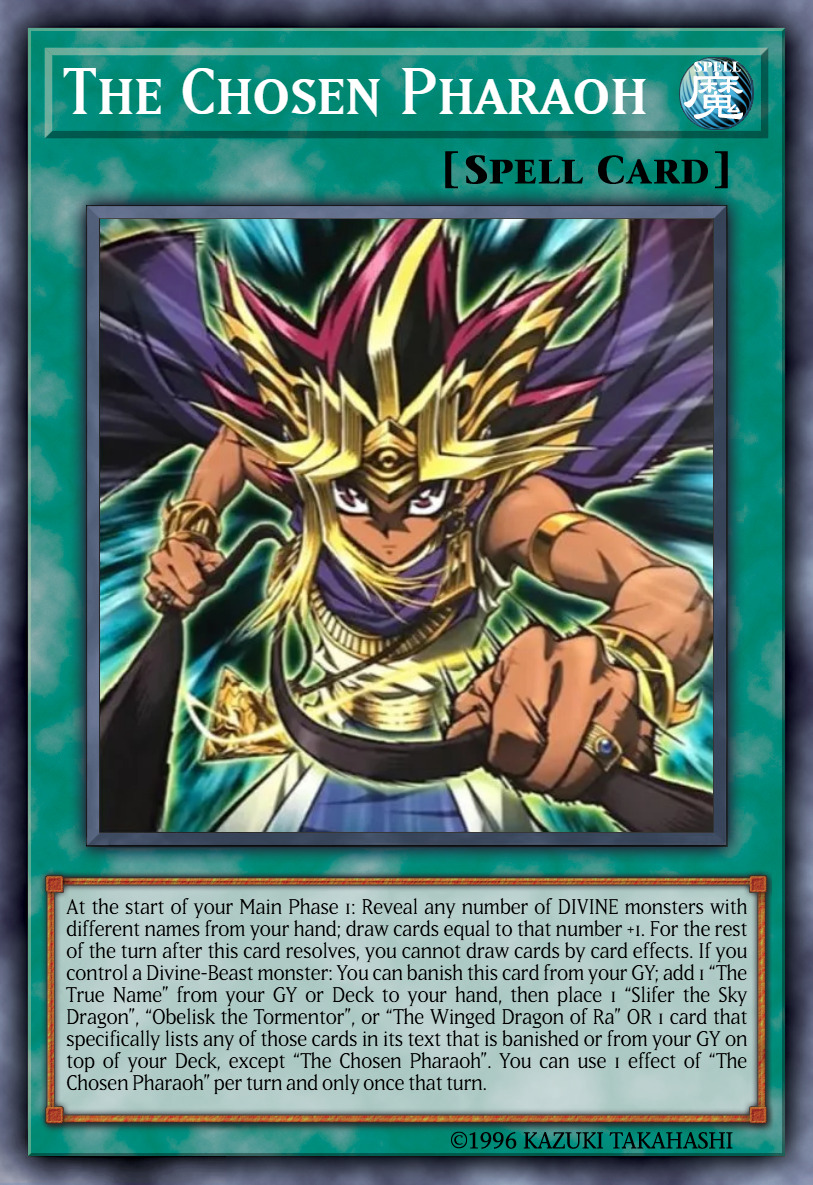 The Chosen Pharaoh
SPELL
魔
[Spell Card]
At the start of your Main Phase 1: Reveal any number of DIVINE monsters with
different names from your hand; draw cards equal to that number +1. For the rest
of the turn after this card resolves, you cannot draw cards by card effects. If you
control a Divine-Beast monster: You can banish this card from your GY; add 1 “The
True Name” from your GY or Deck to your hand, then place 1 “Slifer the Sky
Dragon”, “Obelisk the Tormentor”, or “The Winged Dragon of Ra” OR 1 card that
specifically lists any of those cards in its text that is banished or from your GY on
top of your Deck, except “The Chosen Pharaoh”. You can use 1 effect of “The
Chosen Pharaoh” per turn and only once that turn.
©1996 KAZUKI TAKAHASHI